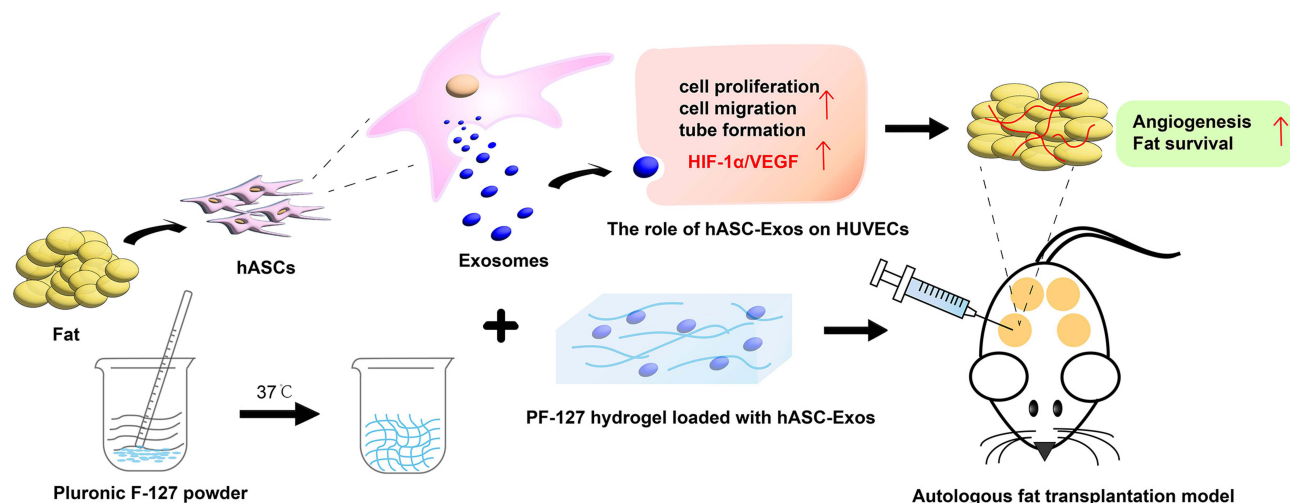 cell proliferation
cell migration
tube formation
HIF-1α/VEGF
Angiogenesis
Fat survival
The role of hASC-Exos on HUVECs
hASCs
Exosomes
Fat
37℃
PF-127 hydrogel loaded with hASC-Exos
Pluronic F-127 powder
Autologous fat transplantation model